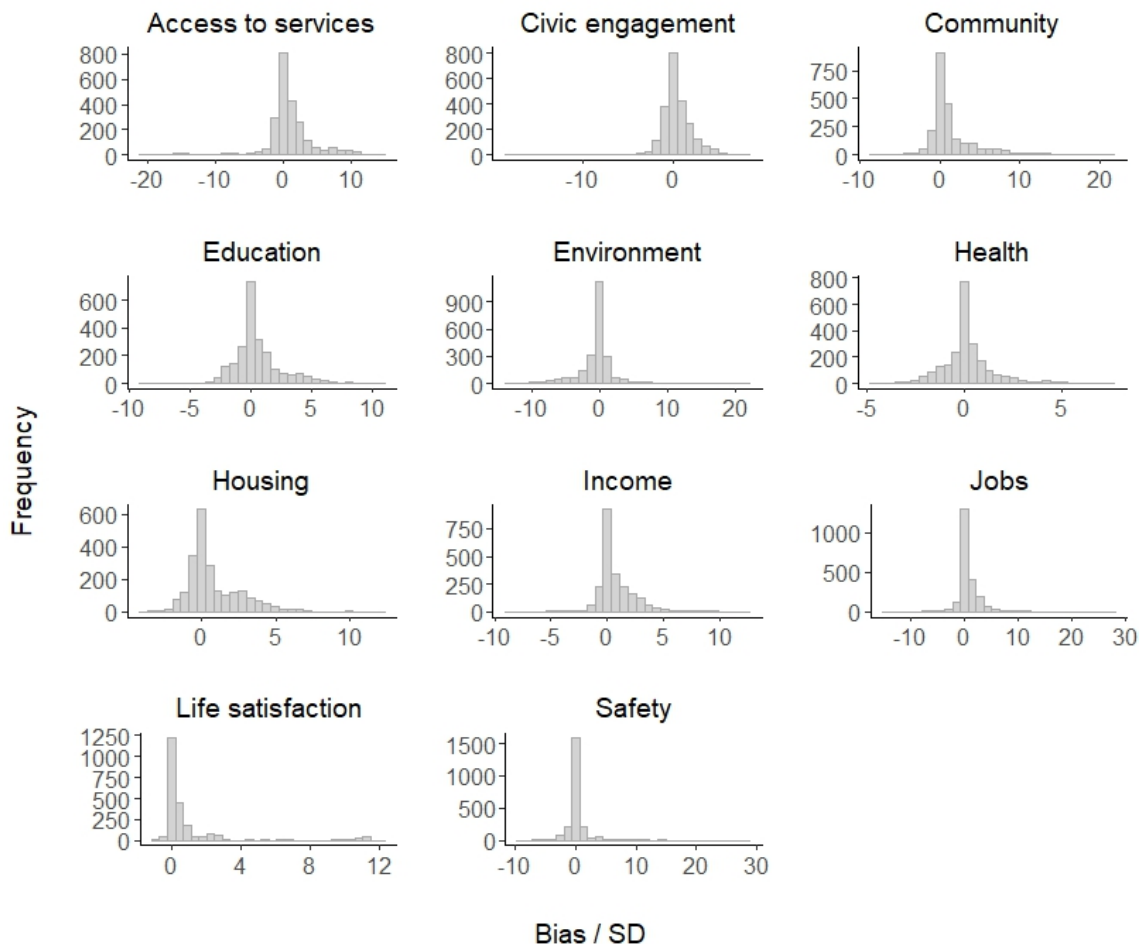 Access to services
Civic engagement
Community
800
600
400
200
0
-20 -10 0 10
800
600
400
200
0
-10 0
750
500
250
0
-10 0 10 20
Education
Environment
Health
600
400
200
0
-10 -5 0 5 10
900
600
300
0
-10 0 10 20
800
600
400
200
0
-5 0 5
Frequency
Housing
Income
Jobs
600
400
200
0
0 5 10
750
500
250
0
-10 -5 0 5 10
1000
500
0
-10 0 10 20 30
Life satisfaction
Safety
1250
1000
750
500
250
0
0 4 8 12
1500
1000
500
0
-10 0 10 20 30
Bias / SD